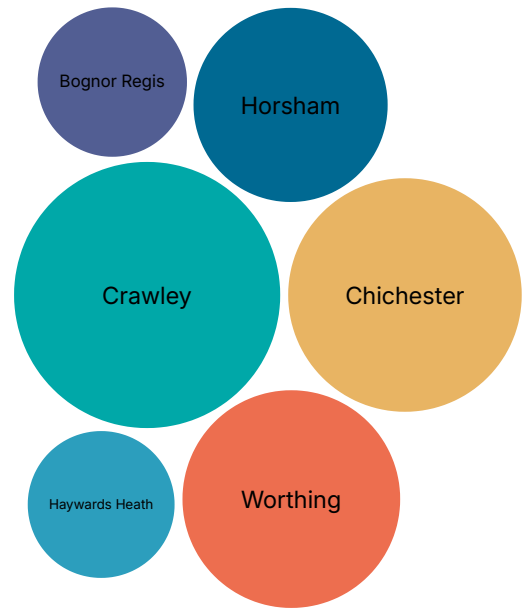 Bognor Regis
Horsham
Crawley
Chichester
Haywards Heath
Worthing